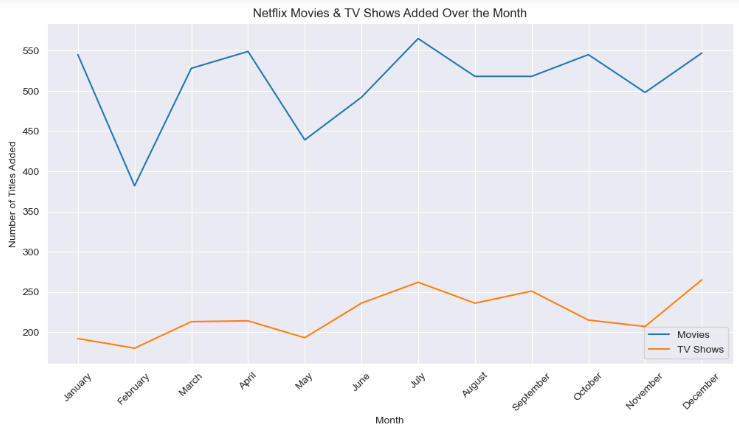 Netflix Movies & TV Shows Added Over the Month
Number of Titles Added
550
500
450
400
350
300
250
200
Movies
TV Shows
January
February
March
April
May
June
July
August
September
October
November
December
Month